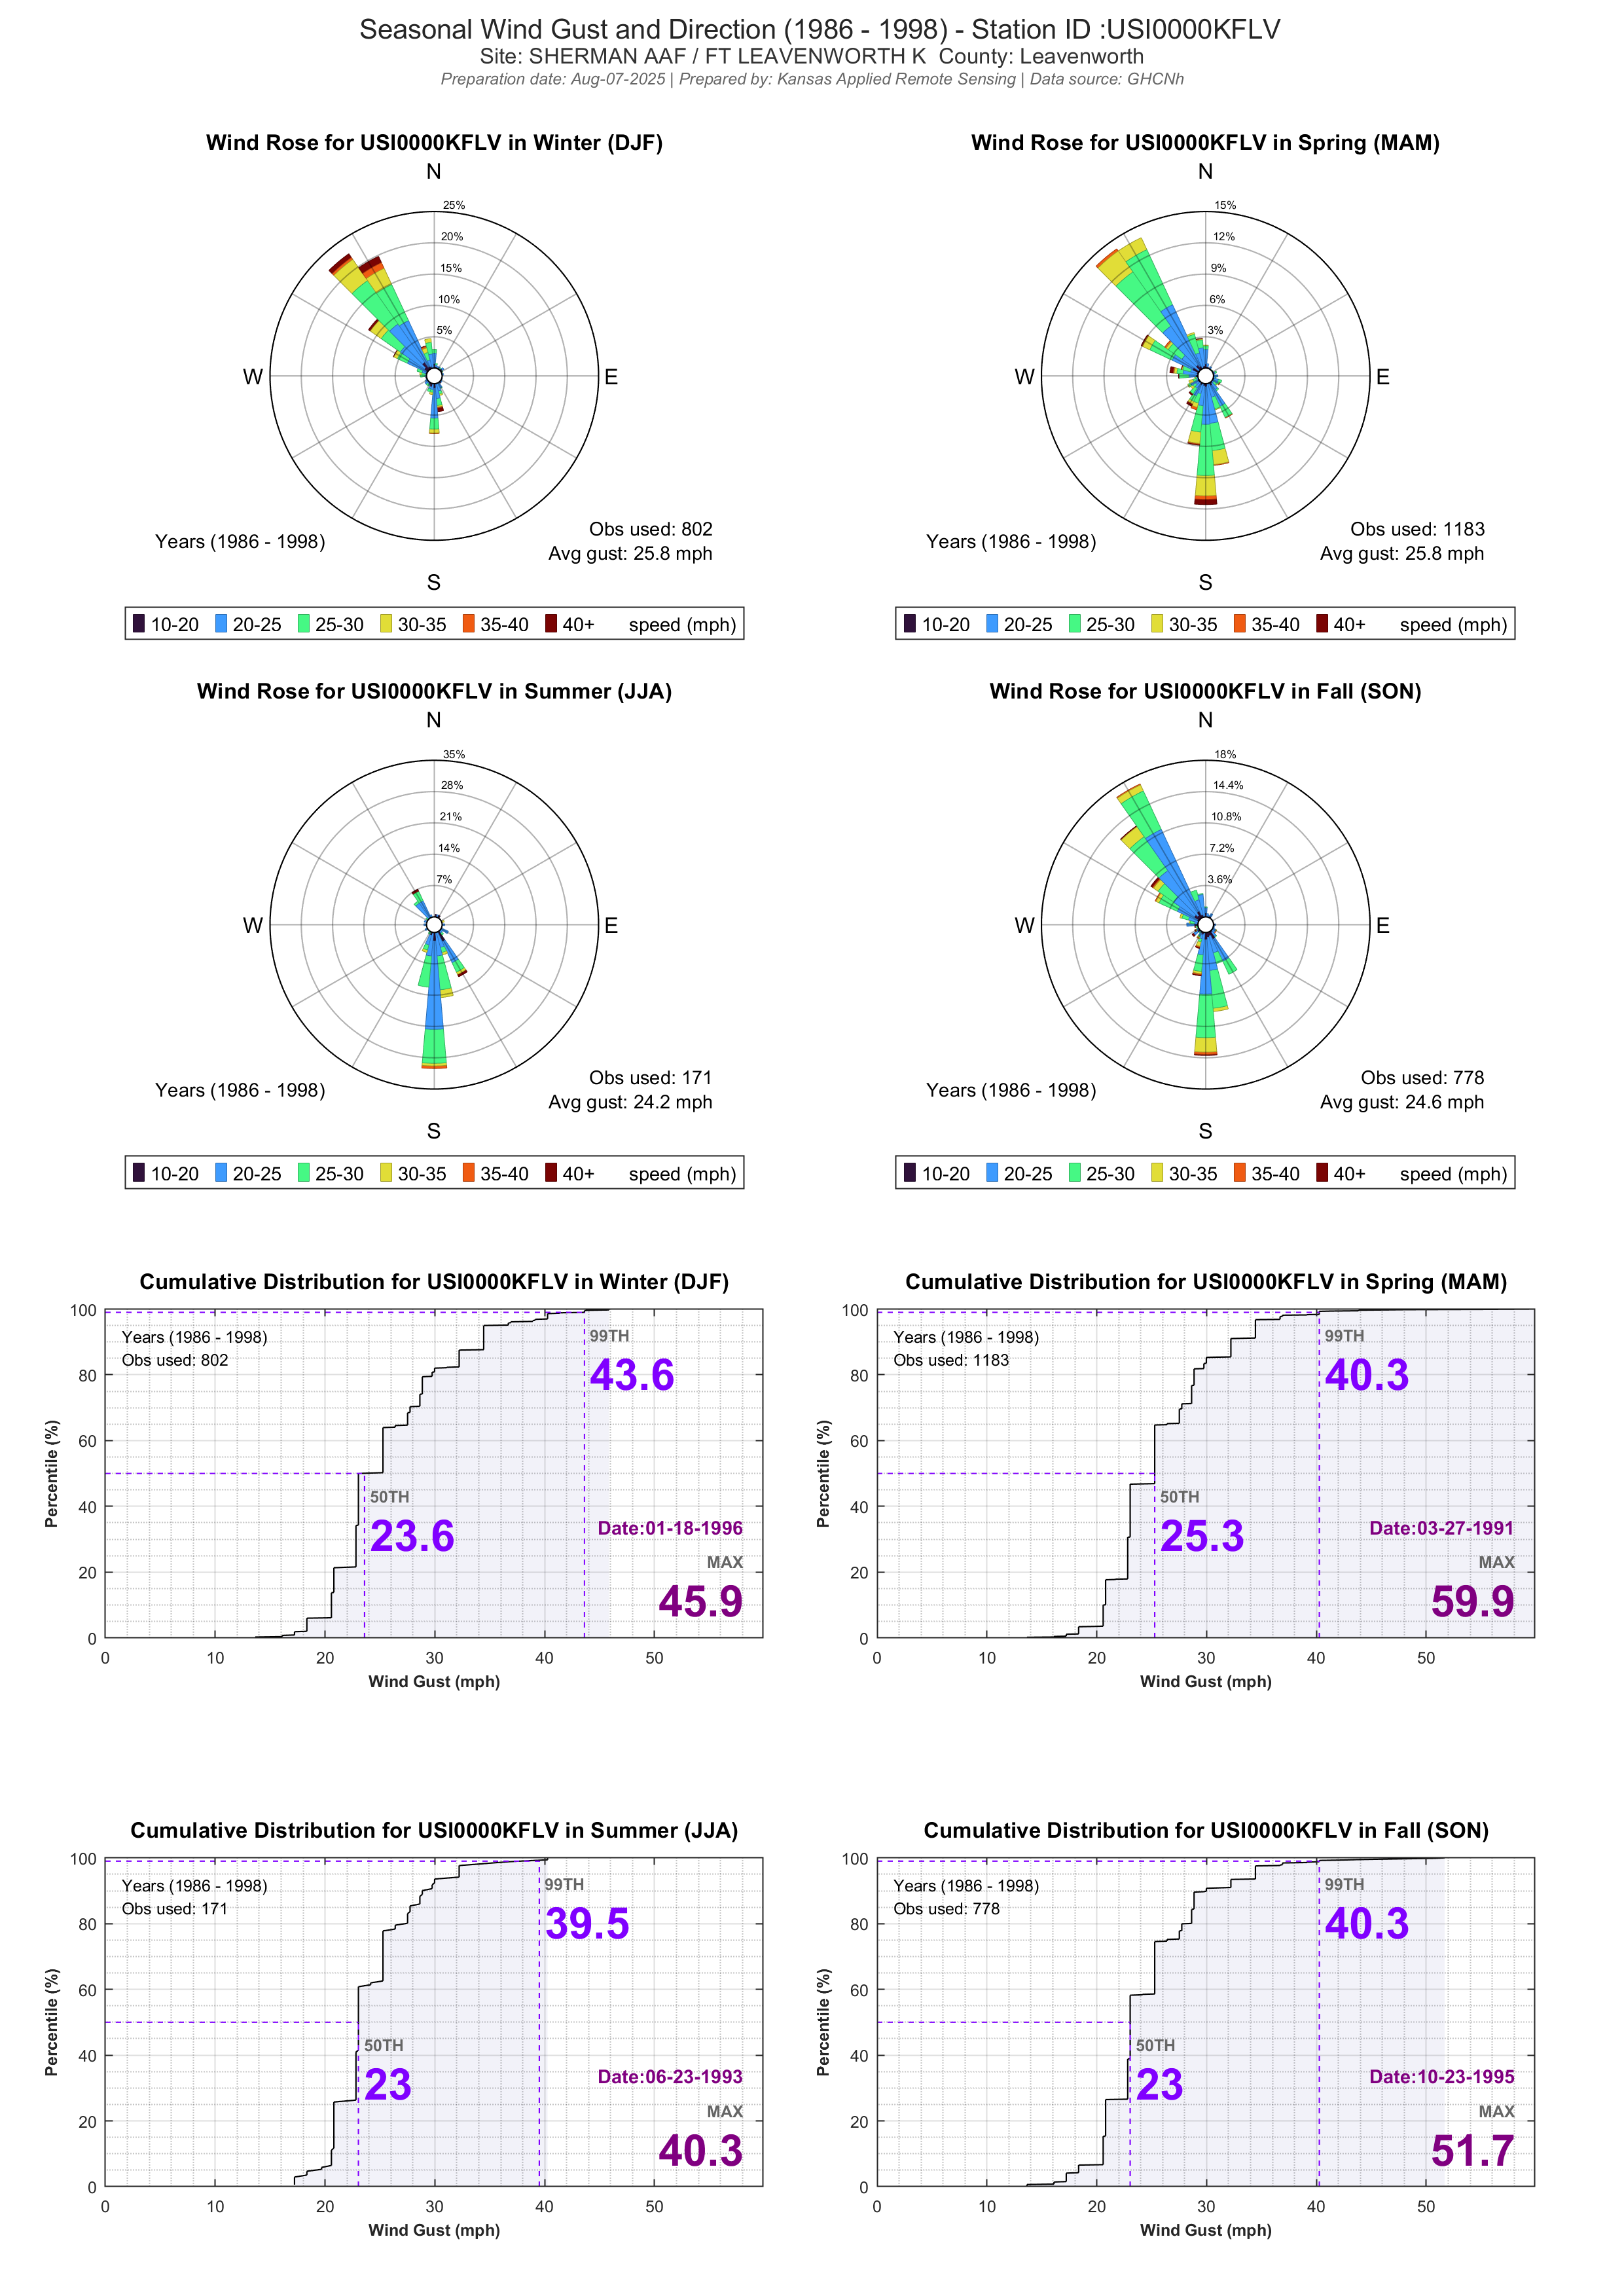 Seasonal Wind Gust and Direction (1986 - 1998) - Station ID :USI0000KFLV
Site: SHERMAN AAF / FT LEAVENWORTH K  County: Leavenworth
Preparation date: Aug-07-2025 | Prepared by: Kansas Applied Remote Sensing | Data source: GHCNh
Wind Rose for USI0000KFLV in Winter (DJF)
N
25%
20%
15%
10%
5%
W
E
S
Years (1986 - 1998)
Obs used: 802
Avg gust: 25.8 mph
10-20 20-25 25-30 30-35 35-40 40+ speed (mph)
Wind Rose for USI0000KFLV in Spring (MAM)
N
15%
12%
9%
6%
3%
W
E
S
Years (1986 - 1998)
Obs used: 1183
Avg gust: 25.8 mph
10-20 20-25 25-30 30-35 35-40 40+ speed (mph)
Wind Rose for USI0000KFLV in Summer (JJA)
N
35%
28%
21%
14%
7%
W
E
S
Years (1986 - 1998)
Obs used: 171
Avg gust: 24.2 mph
10-20 20-25 25-30 30-35 35-40 40+ speed (mph)
Wind Rose for USI0000KFLV in Fall (SON)
N
18%
14.4%
10.8%
7.2%
3.6%
W
E
S
Years (1986 - 1998)
Obs used: 778
Avg gust: 24.6 mph
10-20 20-25 25-30 30-35 35-40 40+ speed (mph)
Cumulative Distribution for USI0000KFLV in Winter (DJF)
Percentile (%)
100
80
60
40
20
0
Years (1986 - 1998)
Obs used: 802
99TH
43.6
50TH
23.6
Date:01-18-1996
MAX
45.9
0 10 20 30 40 50
Wind Gust (mph)
Cumulative Distribution for USI0000KFLV in Spring (MAM)
Percentile (%)
100
80
60
40
20
0
Years (1986 - 1998)
Obs used: 1183
99TH
40.3
50TH
25.3
Date:03-27-1991
MAX
59.9
0 10 20 30 40 50
Wind Gust (mph)
Cumulative Distribution for USI0000KFLV in Summer (JJA)
Percentile (%)
100
80
60
40
20
0
Years (1986 - 1998)
Obs used: 171
99TH
39.5
50TH
23
Date:06-23-1993
MAX
40.3
0 10 20 30 40 50
Wind Gust (mph)
Cumulative Distribution for USI0000KFLV in Fall (SON)
Percentile (%)
100
80
60
40
20
0
Years (1986 - 1998)
Obs used: 778
99TH
40.3
50TH
23
Date:10-23-1995
MAX
51.7
0 10 20 30 40 50
Wind Gust (mph)